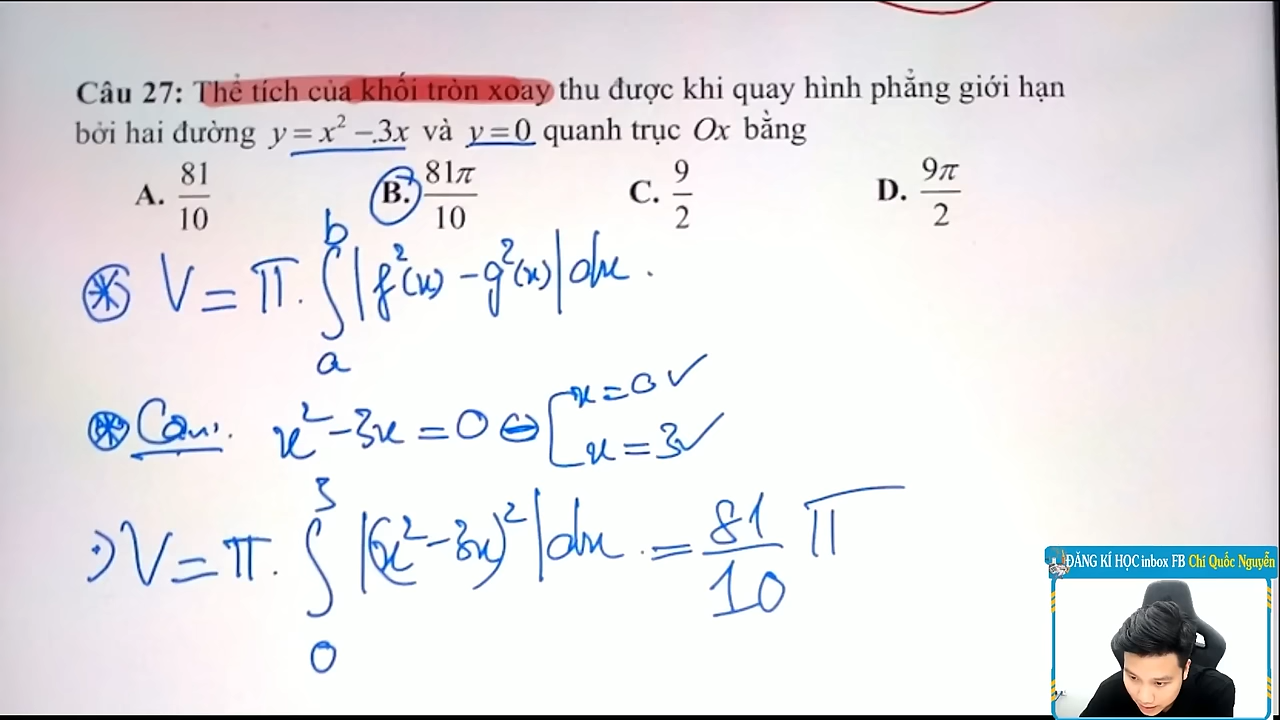 Câu 27: Thể tích của khối tròn xoay thu được khi quay hình phẳng giới hạn
bởi hai đường y = x² − 3x và y = 0 quanh trục Ox bằng
A. 81/10 B. 81π/10 C. 9/2 D. 9π/2
V = π. ∫_a^b |f²(x) − g²(x)| dx.
x² − 3x = 0 ⇔ [x = 0 ✓
x = 3 ✓
V = π. ∫_0^3 |(x² − 3x)²| dx. = 81/10 π
ĐĂNG KÍ HỌC inbox FB Chí Quốc Nguyễn